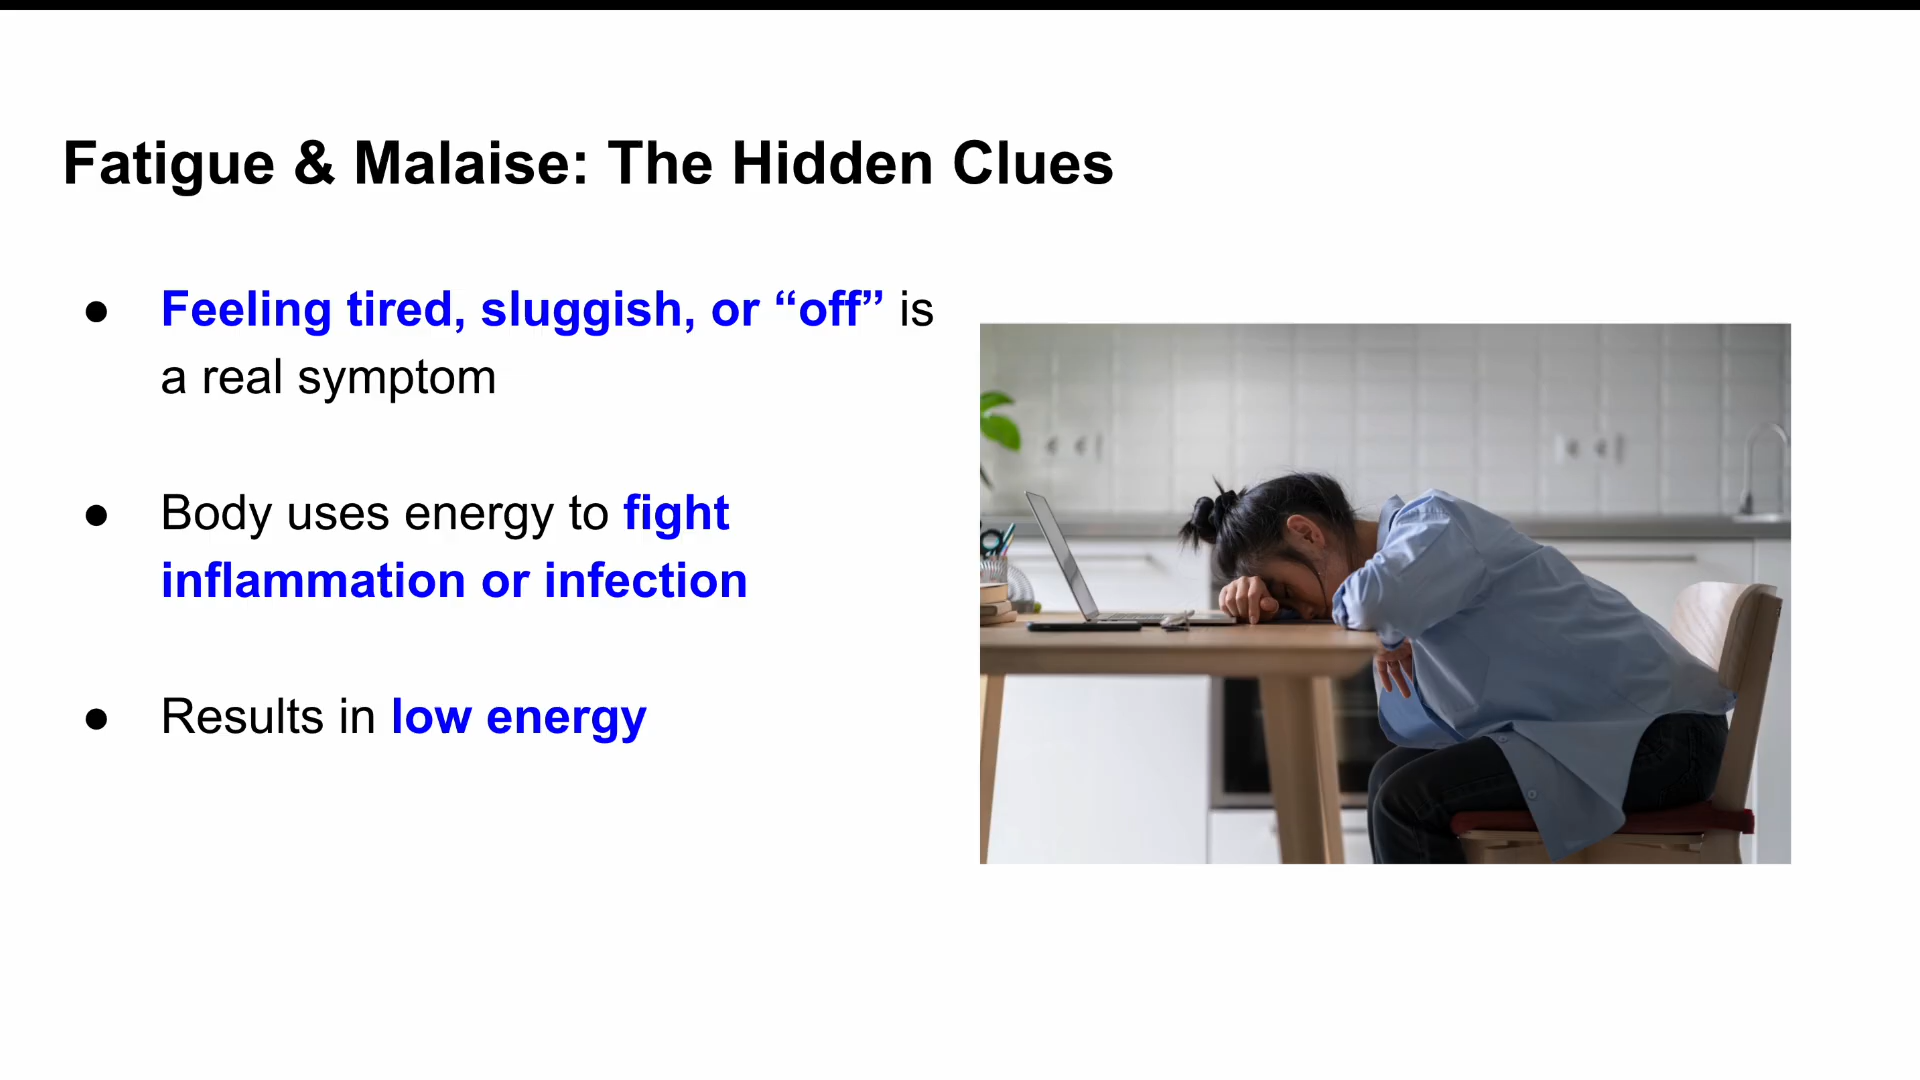 Fatigue & Malaise: The Hidden Clues
● Feeling tired, sluggish, or “off” is
a real symptom
● Body uses energy to fight
inflammation or infection
● Results in low energy